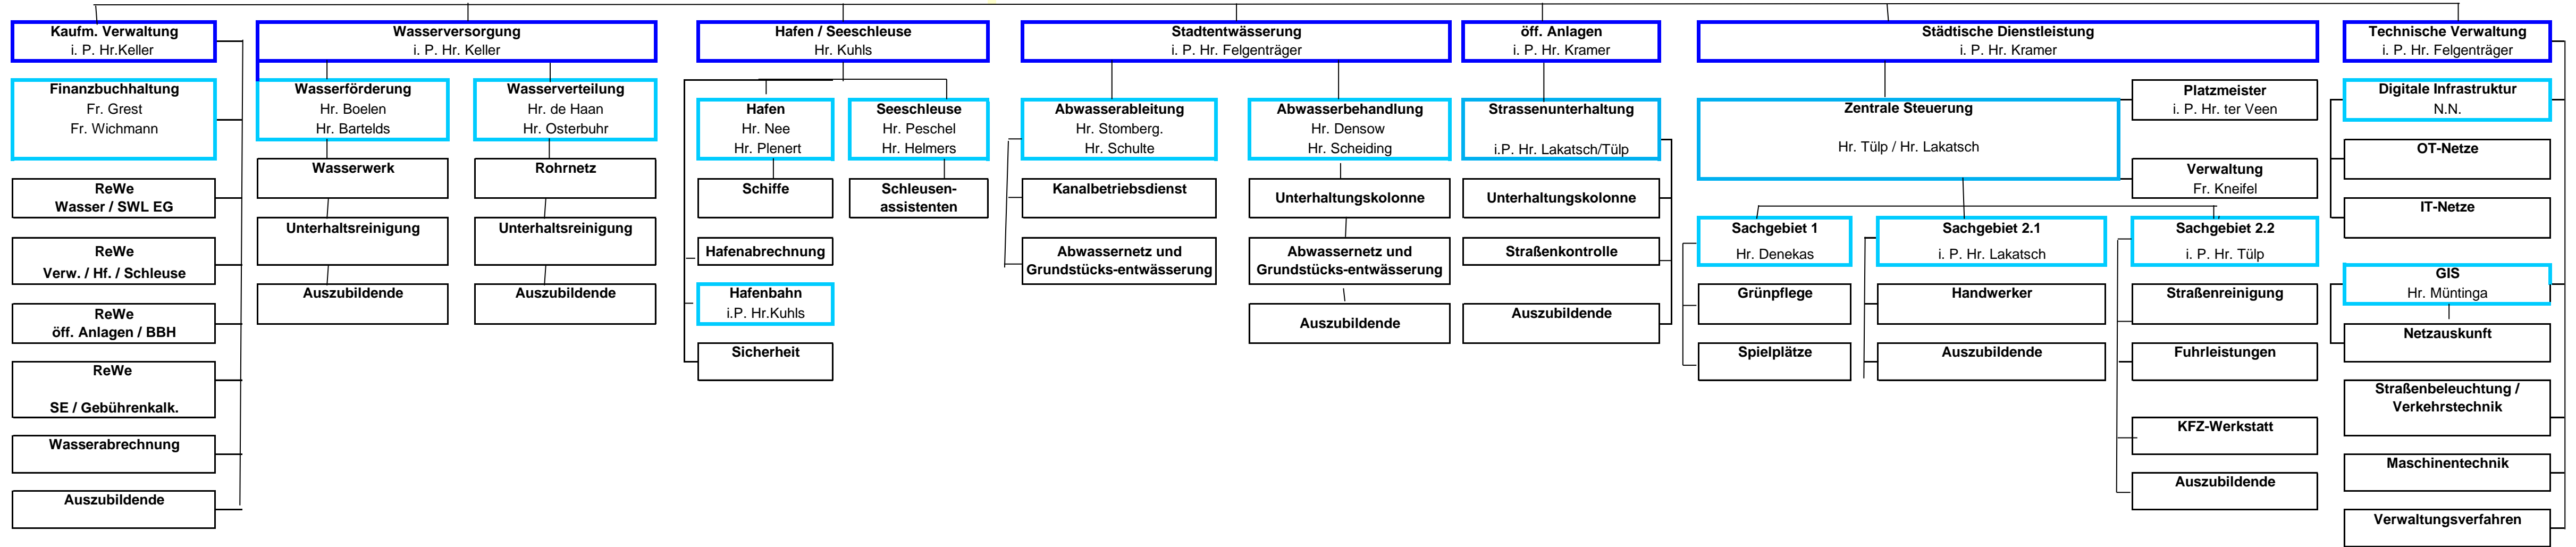 Kaufm. Verwaltung
i. P. Hr.Keller
Finanzbuchhaltung
Fr. Grest
Fr. Wichmann
ReWe
Wasser / SWL EG
ReWe
Verw. / Hf. / Schleuse
ReWe
öff. Anlagen / BBH
ReWe
SE / Gebührenkalk.
Wasserabrechnung
Auszubildende
Wasserversorgung
i. P. Hr. Keller
Wasserförderung
Hr. Boelen
Hr. Bartelds
Wasserwerk
Unterhaltsreinigung
Auszubildende
Wasserverteilung
Hr. de Haan
Hr. Osterbuhr
Rohrnetz
Unterhaltsreinigung
Auszubildende
Hafen / Seeschleuse
Hr. Kuhls
Hafen
Hr. Nee
Hr. Plenert
Schiffe
Hafenabrechnung
Hafenbahn
i.P. Hr.Kuhls
Sicherheit
Seeschleuse
Hr. Peschel
Hr. Helmers
Schleusen-
assistenten
Stadtentwässerung
i. P. Hr. Felgenträger
Abwasserableitung
Hr. Stomberg.
Hr. Schulte
Kanalbetriebsdienst
Abwassernetz und
Grundstücks-entwässerung
Abwasserbehandlung
Hr. Densow
Hr. Scheiding
Unterhaltungskolonne
Abwassernetz und
Grundstücks-entwässerung
Auszubildende
öff. Anlagen
i. P. Hr. Kramer
Strassenunterhaltung
i.P. Hr. Lakatsch/Tülp
Unterhaltungskolonne
Straßenkontrolle
Auszubildende
Städtische Dienstleistung
i. P. Hr. Kramer
Zentrale Steuerung
Hr. Tülp / Hr. Lakatsch
Platzmeister
i. P. Hr. ter Veen
Verwaltung
Fr. Kneifel
Sachgebiet 1
Hr. Denekas
Grünpflege
Spielplätze
Sachgebiet 2.1
i. P. Hr. Lakatsch
Handwerker
Auszubildende
Sachgebiet 2.2
i. P. Hr. Tülp
Straßenreinigung
Fuhrleistungen
KFZ-Werkstatt
Auszubildende
Technische Verwaltung
i. P. Hr. Felgenträger
Digitale Infrastruktur
N.N.
OT-Netze
IT-Netze
GIS
Hr. Müntinga
Netzauskunft
Straßenbeleuchtung /
Verkehrstechnik
Maschinentechnik
Verwaltungsverfahren